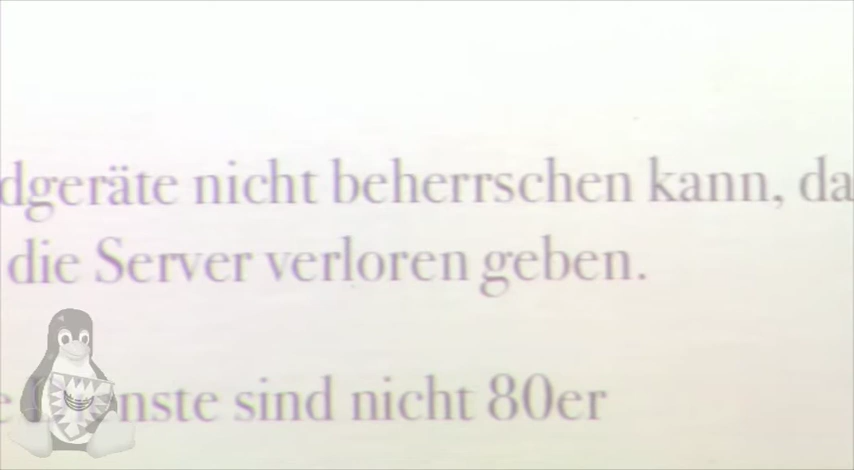 dgeräte nicht beherrschen kann, da
die Server verloren geben.
e nste sind nicht 80er